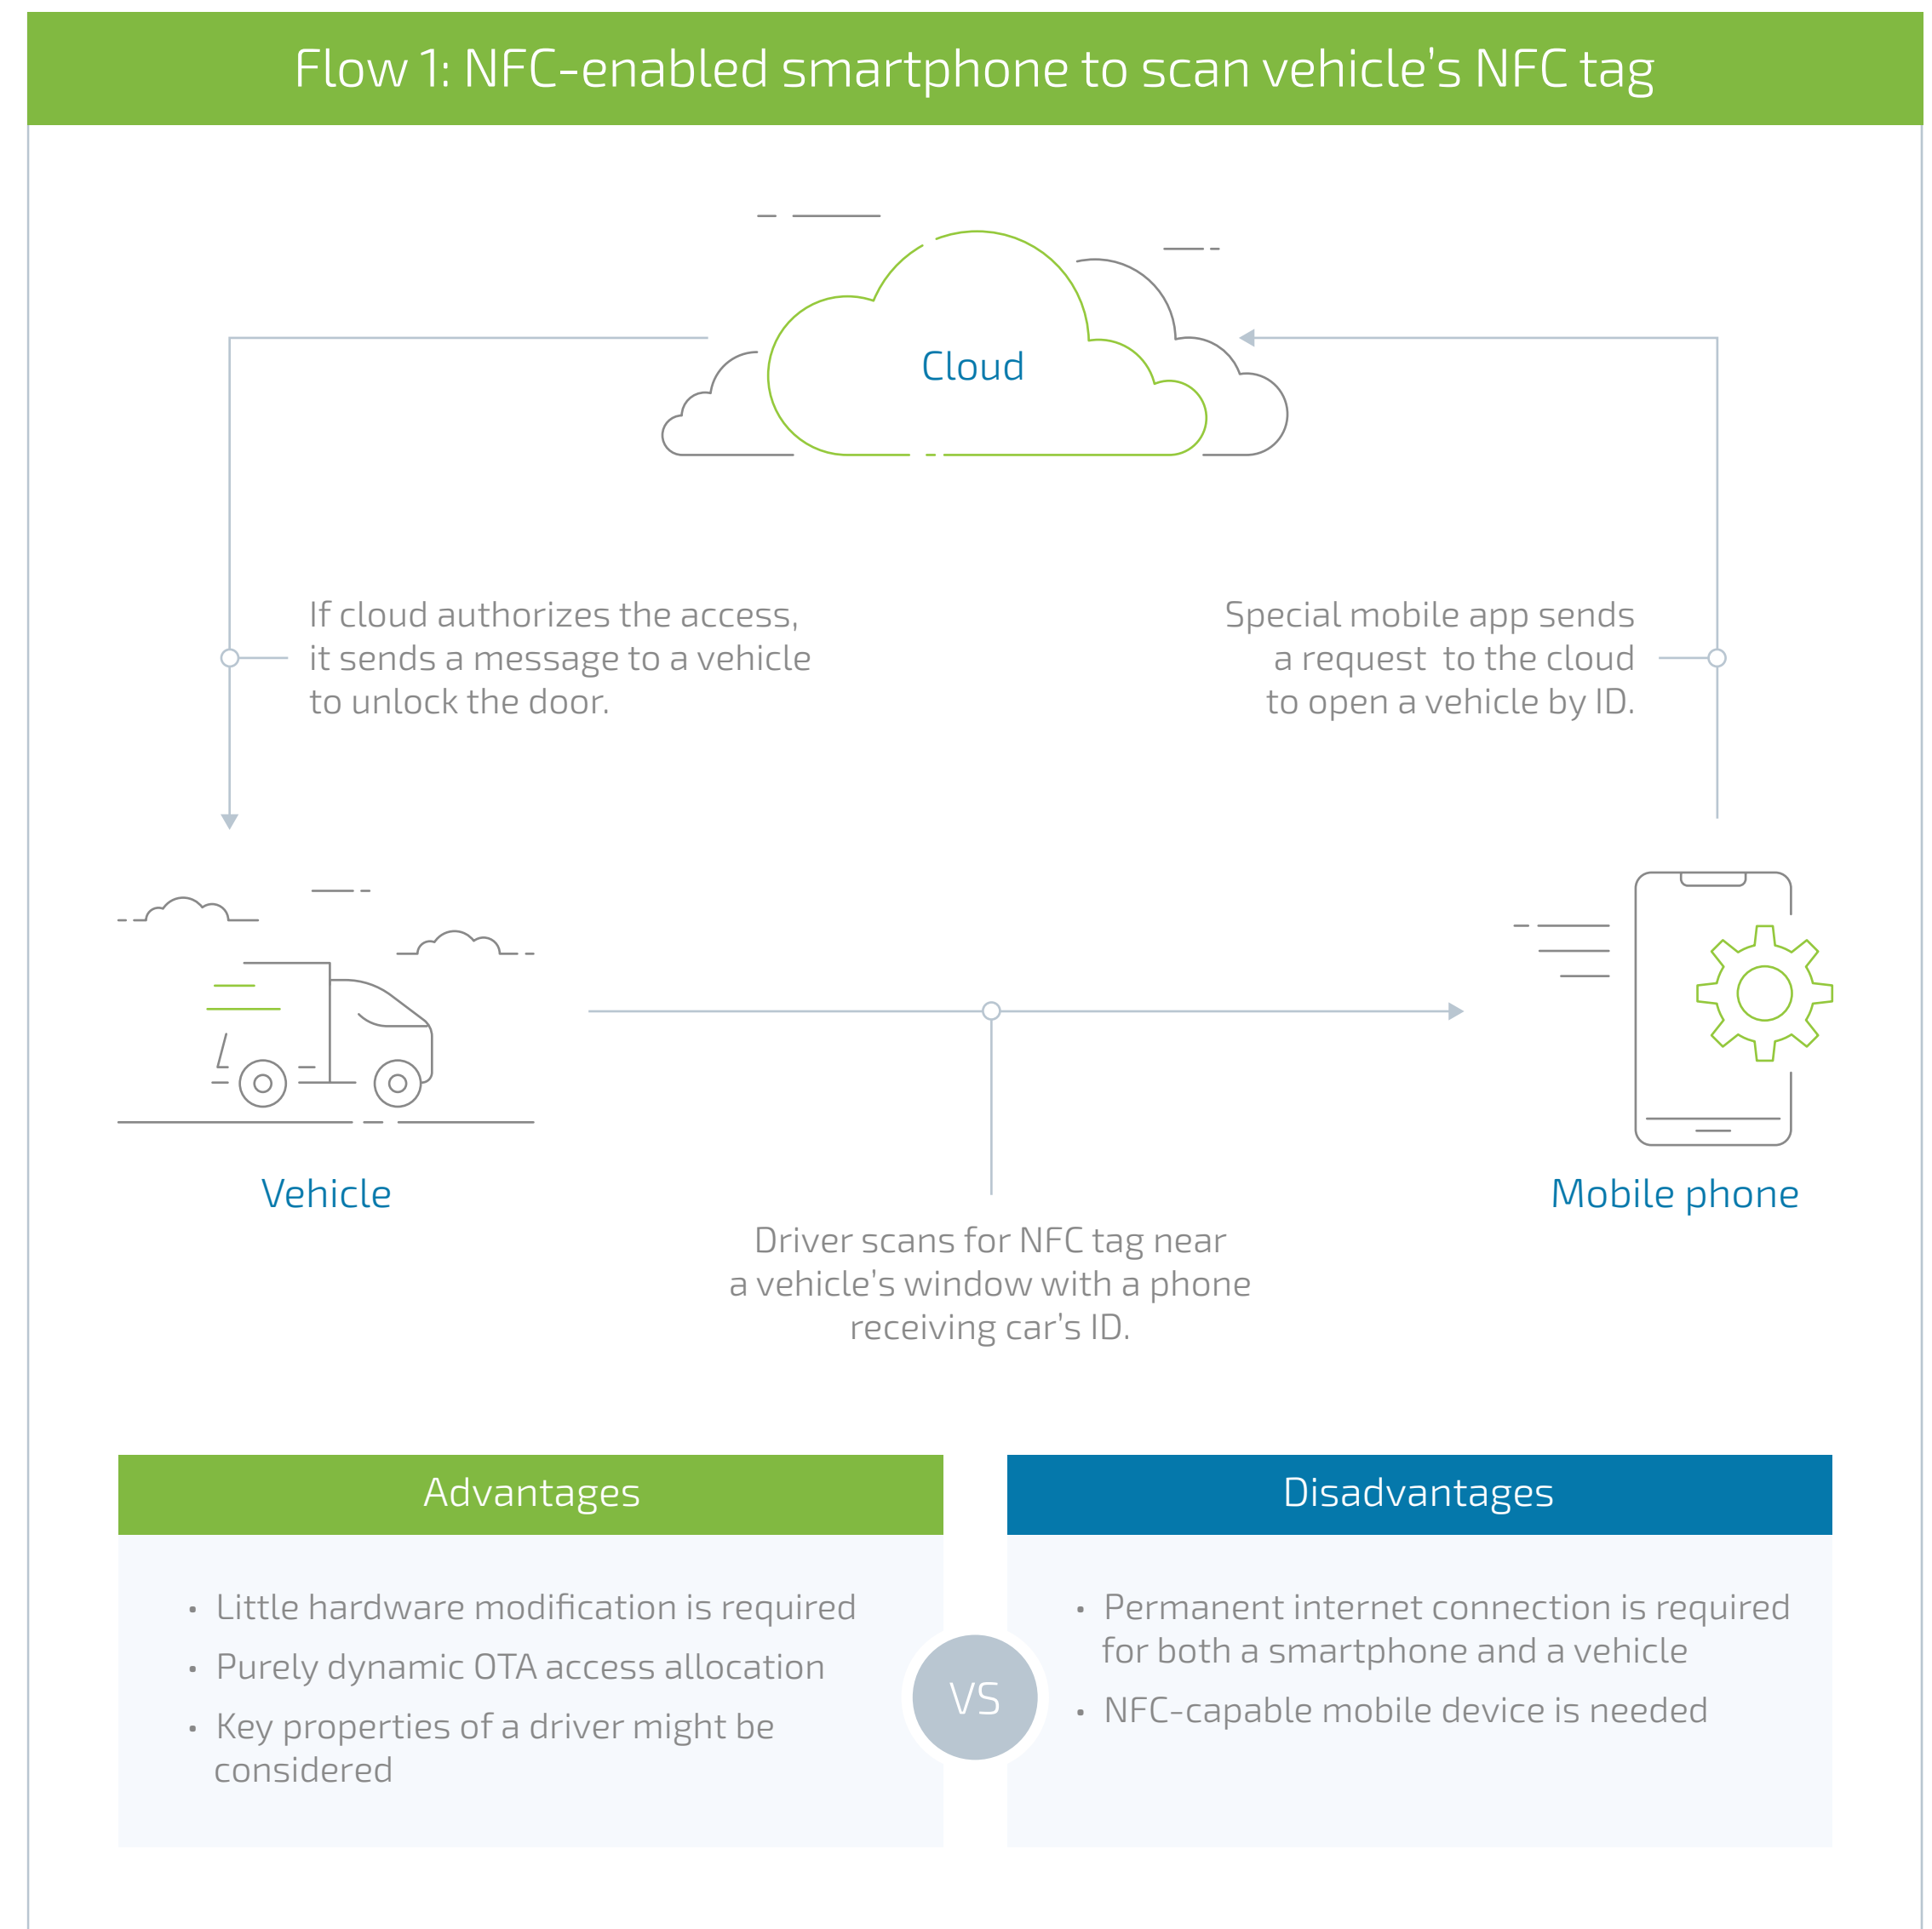 Flow 1: NFC-enabled smartphone to scan vehicle's NFC tag
Cloud
If cloud authorizes the access,
it sends a message to a vehicle
to unlock the door.
Special mobile app sends
a request to the cloud
to open a vehicle by ID.
Vehicle
Mobile phone
Driver scans for NFC tag near
a vehicle's window with a phone
receiving car's ID.
Advantages
• Little hardware modification is required
• Purely dynamic OTA access allocation
• Key properties of a driver might be
considered
VS
Disadvantages
• Permanent internet connection is required
for both a smartphone and a vehicle
• NFC-capable mobile device is needed